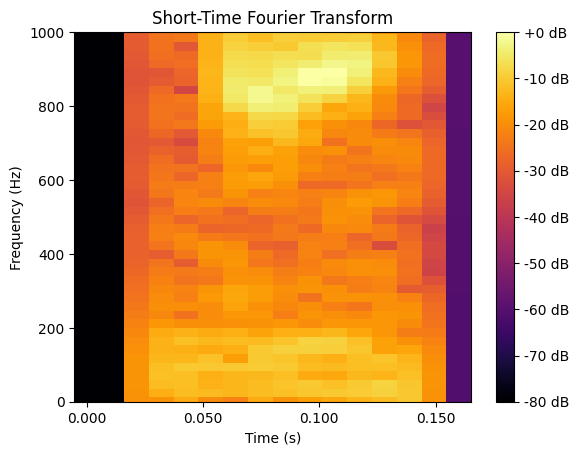 Short-Time Fourier Transform
Frequency (Hz)
1000
800
600
400
200
0
0.000 0.050 0.100 0.150
Time (s)
+0 dB
-10 dB
-20 dB
-30 dB
-40 dB
-50 dB
-60 dB
-70 dB
-80 dB